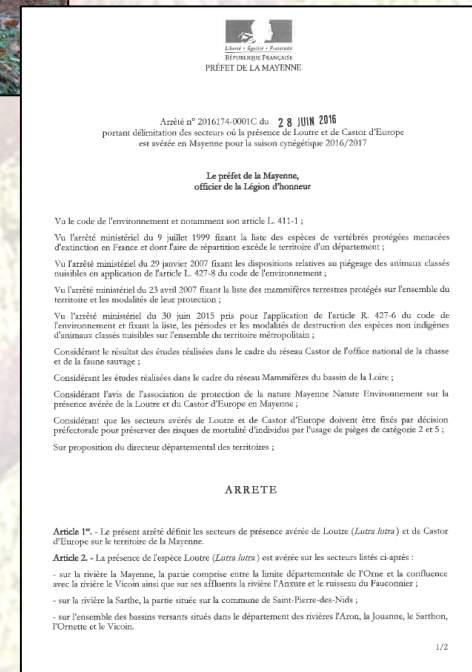 Liberté • Égalité • Fraternité
RÉPUBLIQUE FRANÇAISE
PRÉFET DE LA MAYENNE
Arrêté n° 2016174-0001C du 28 JUIN 2016
portant délimitation des secteurs où la présence de Loutre et de Castor d'Europe
est avérée en Mayenne pour la saison cynégétique 2016/2017
Le préfet de la Mayenne,
officier de la Légion d'honneur
Vu le code de l'environnement et notamment son article L. 411-1 ;
Vu l'arrêté ministériel du 9 juillet 1999 fixant la liste des espèces de vertébrés protégées menacées
d'extinction en France et dont l'aire de répartition excède le territoire d'un département ;
Vu l'arrêté ministériel du 29 janvier 2007 fixant les dispositions relatives au piégeage des animaux classés
nuisibles en application de l'article L. 427-8 du code de l'environnement ;
Vu l'arrêté ministériel du 23 avril 2007 fixant la liste des mammifères terrestres protégés sur l'ensemble du
territoire et les modalités de leur protection ;
Vu l'arrêté ministériel du 30 juin 2015 pris pour l'application de l'article R. 427-6 du code de
l'environnement et fixant la liste, les périodes et les modalités de destruction des espèces non indigènes
d'animaux classés nuisibles sur l'ensemble du territoire métropolitain ;
Considérant le résultat des études réalisées dans le cadre du réseau Castor de l'office national de la chasse
et de la faune sauvage ;
Considérant les études réalisées dans le cadre du réseau Mammifères du bassin de la Loire ;
Considérant l'avis de l'association de protection de la nature Mayenne Nature Environnement sur la
présence avérée de la Loutre et du Castor d'Europe en Mayenne ;
Considérant que les secteurs avérés de Loutre et de Castor d'Europe doivent être fixés par décision
préfectorale pour préserver des risques de mortalité d'individus par l'usage de pièges de catégorie 2 et 5 ;
Sur proposition du directeur départemental des territoires ;
ARRETE
Article 1er. - Le présent arrêté définit les secteurs de présence avérée de Loutre (Lutra lutra) et de Castor
d'Europe sur le territoire de la Mayenne.
Article 2. - La présence de l'espèce Loutre (Lutra lutra) est avérée sur les secteurs listés ci-après :
- sur la rivière la Mayenne, la partie comprise entre la limite départementale de l'Orne et la confluence
avec la rivière le Vicoin ainsi que sur ses affluents la rivière l'Anxure et le ruisseau du Fauconnier ;
- sur la rivière la Sarthe, la partie située sur la commune de Saint-Pierre-des-Nids ;
- sur l'ensemble des bassins versants situés dans le département des rivières l'Aron, la Jouanne, le Sarthon,
l'Ornette et le Vicoin.
1/2